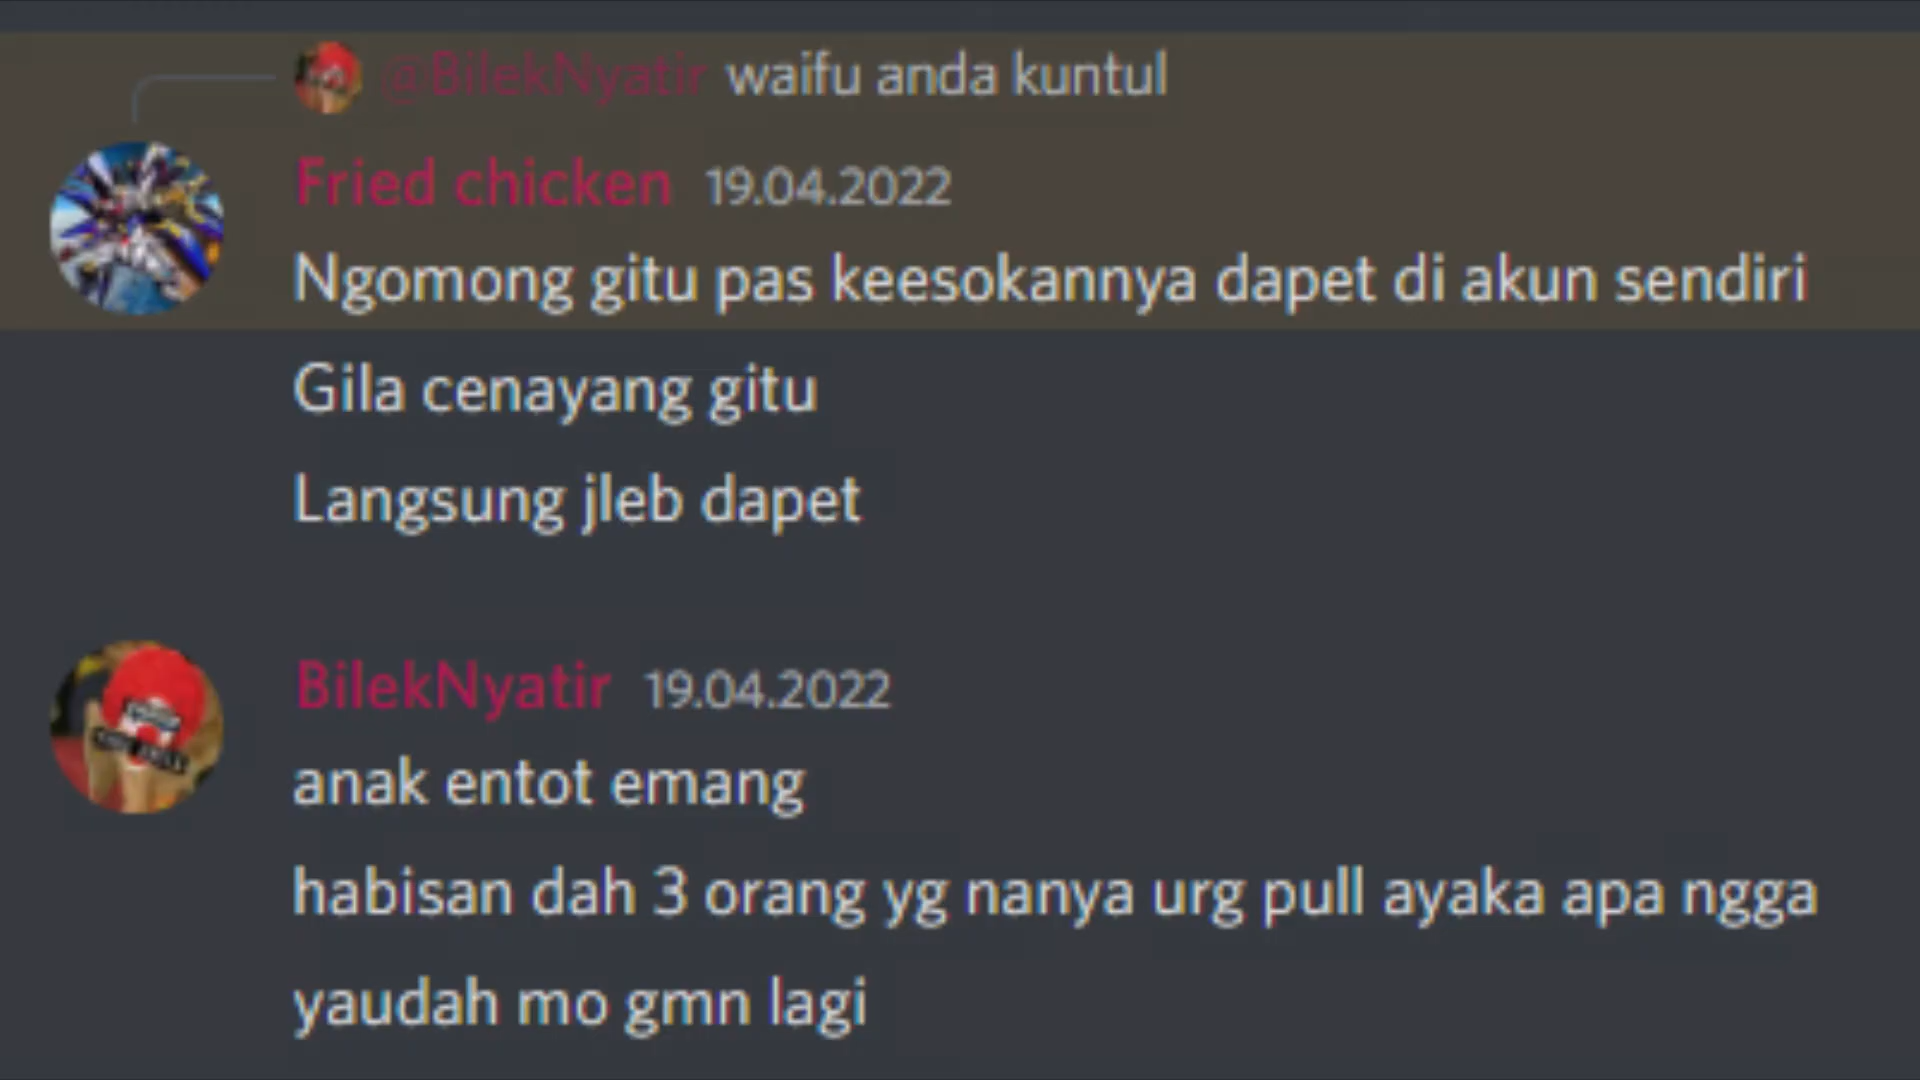 @BilekNyatir waifu anda kuntul
Fried chicken 19.04.2022
Ngomong gitu pas keesokannya dapet di akun sendiri
Gila cenayang gitu
Langsung jleb dapet
BilekNyatir 19.04.2022
anak entot emang
habisan dah 3 orang yg nanya urg pull ayaka apa ngga
yaudah mo gmn lagi